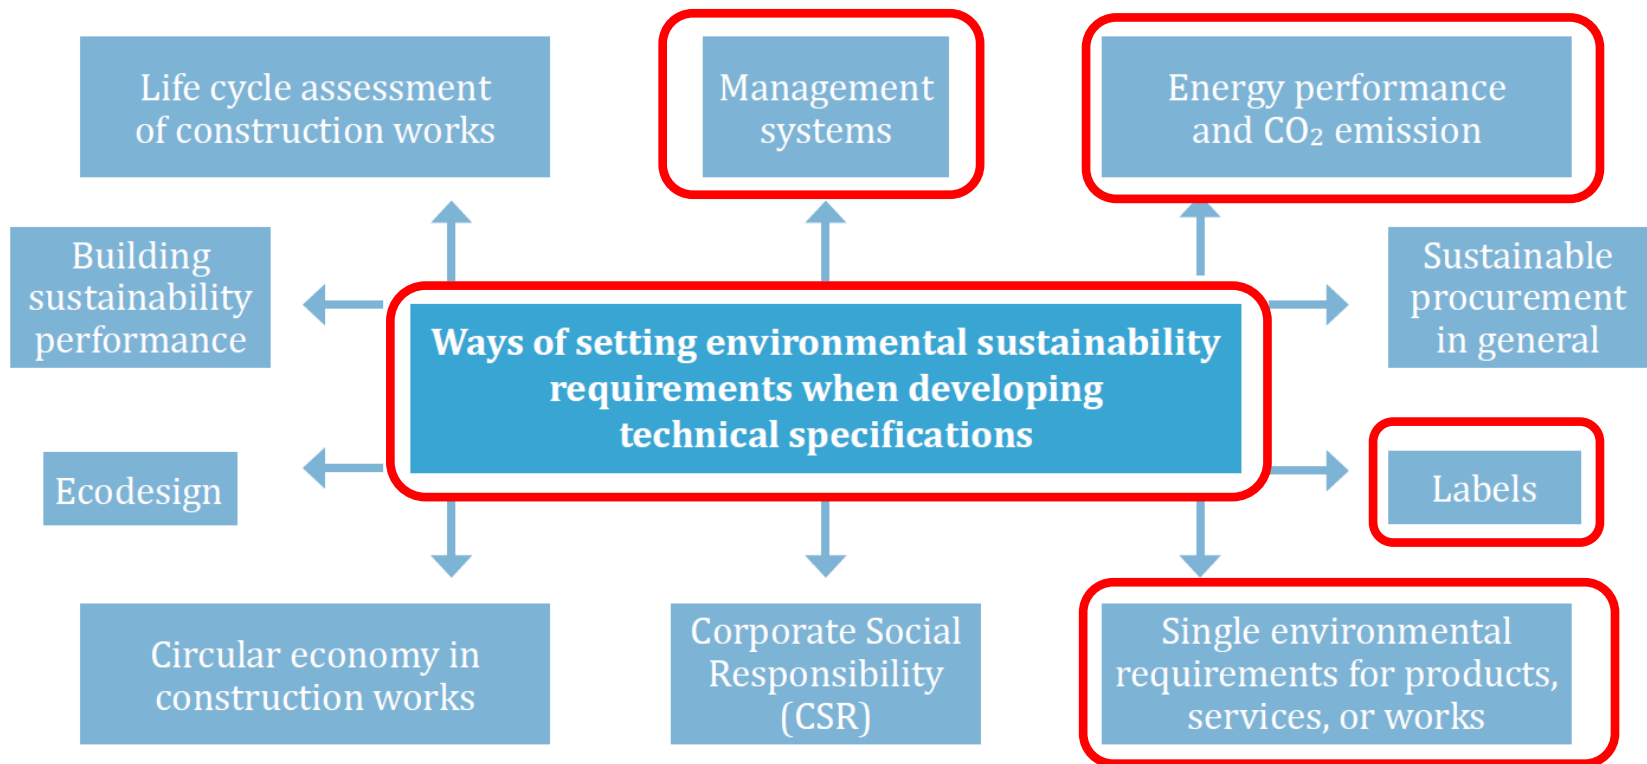 Life cycle assessment
of construction works
Management
systems
Energy performance
and CO₂ emission
Building
sustainability
performance
Sustainable
procurement
in general
Ways of setting environmental sustainability
requirements when developing
technical specifications
Ecodesign
Labels
Circular economy in
construction works
Corporate Social
Responsibility
(CSR)
Single environmental
requirements for products,
services, or works